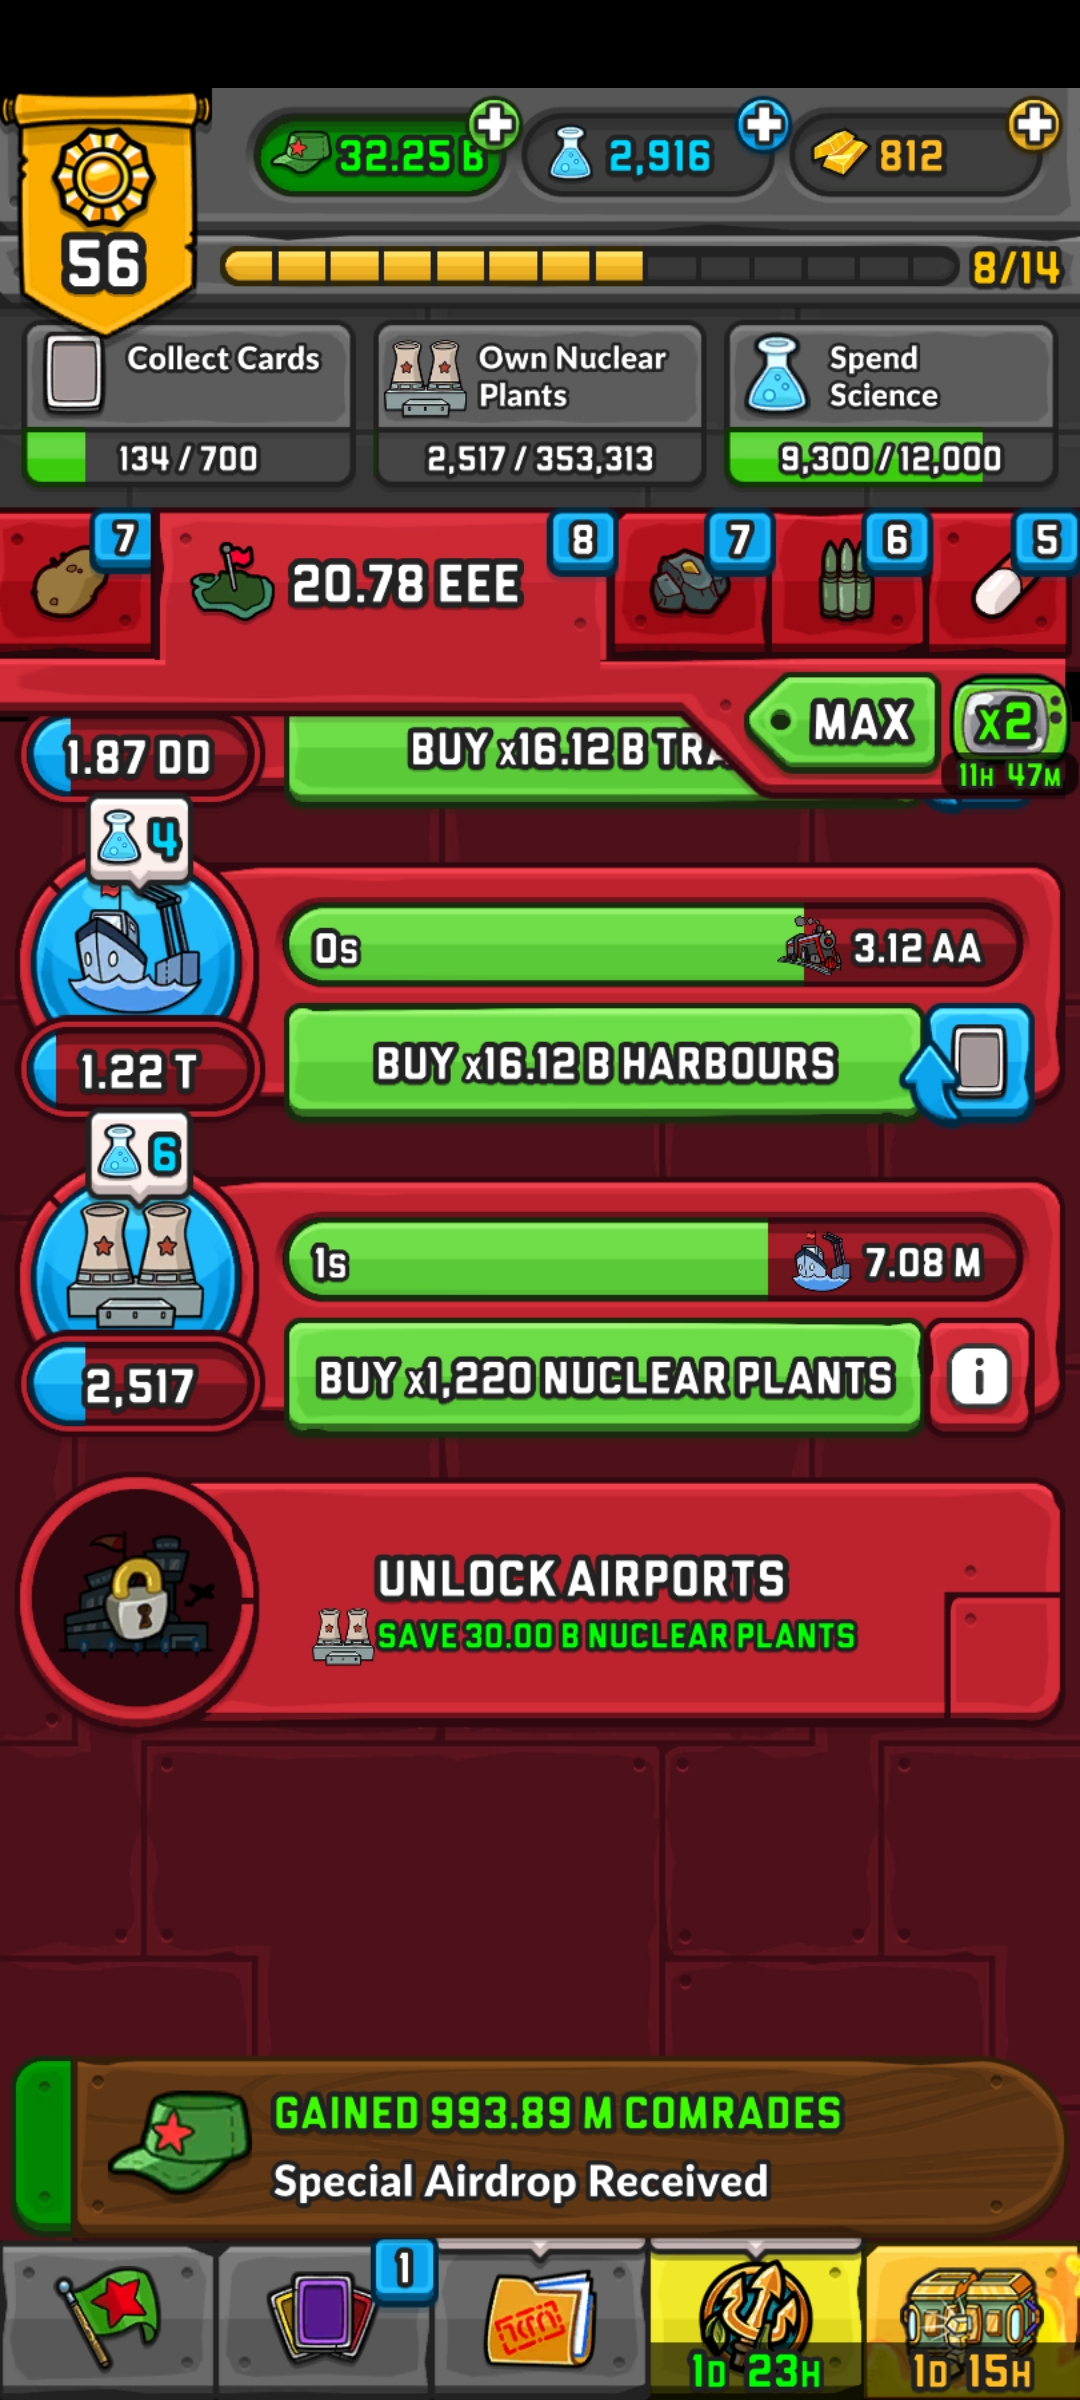 56
32.25 B
2,916
812
8/14
Collect Cards
134 / 700
Own Nuclear
Plants
2,517 / 353,313
Spend
Science
9,300 / 12,000
7
20.78 EEE
8
7
6
5
MAX
x2
11H 47M
1.87 DD
BUY x16.12 B TRA
4
0s
3.12 AA
1.22 T
BUY x16.12 B HARBOURS
6
1s
7.08 M
2,517
BUY x1,220 NUCLEAR PLANTS
i
UNLOCK AIRPORTS
SAVE 30.00 B NUCLEAR PLANTS
GAINED 993.89 M COMRADES
Special Airdrop Received
1
1D 23H
1D 15H